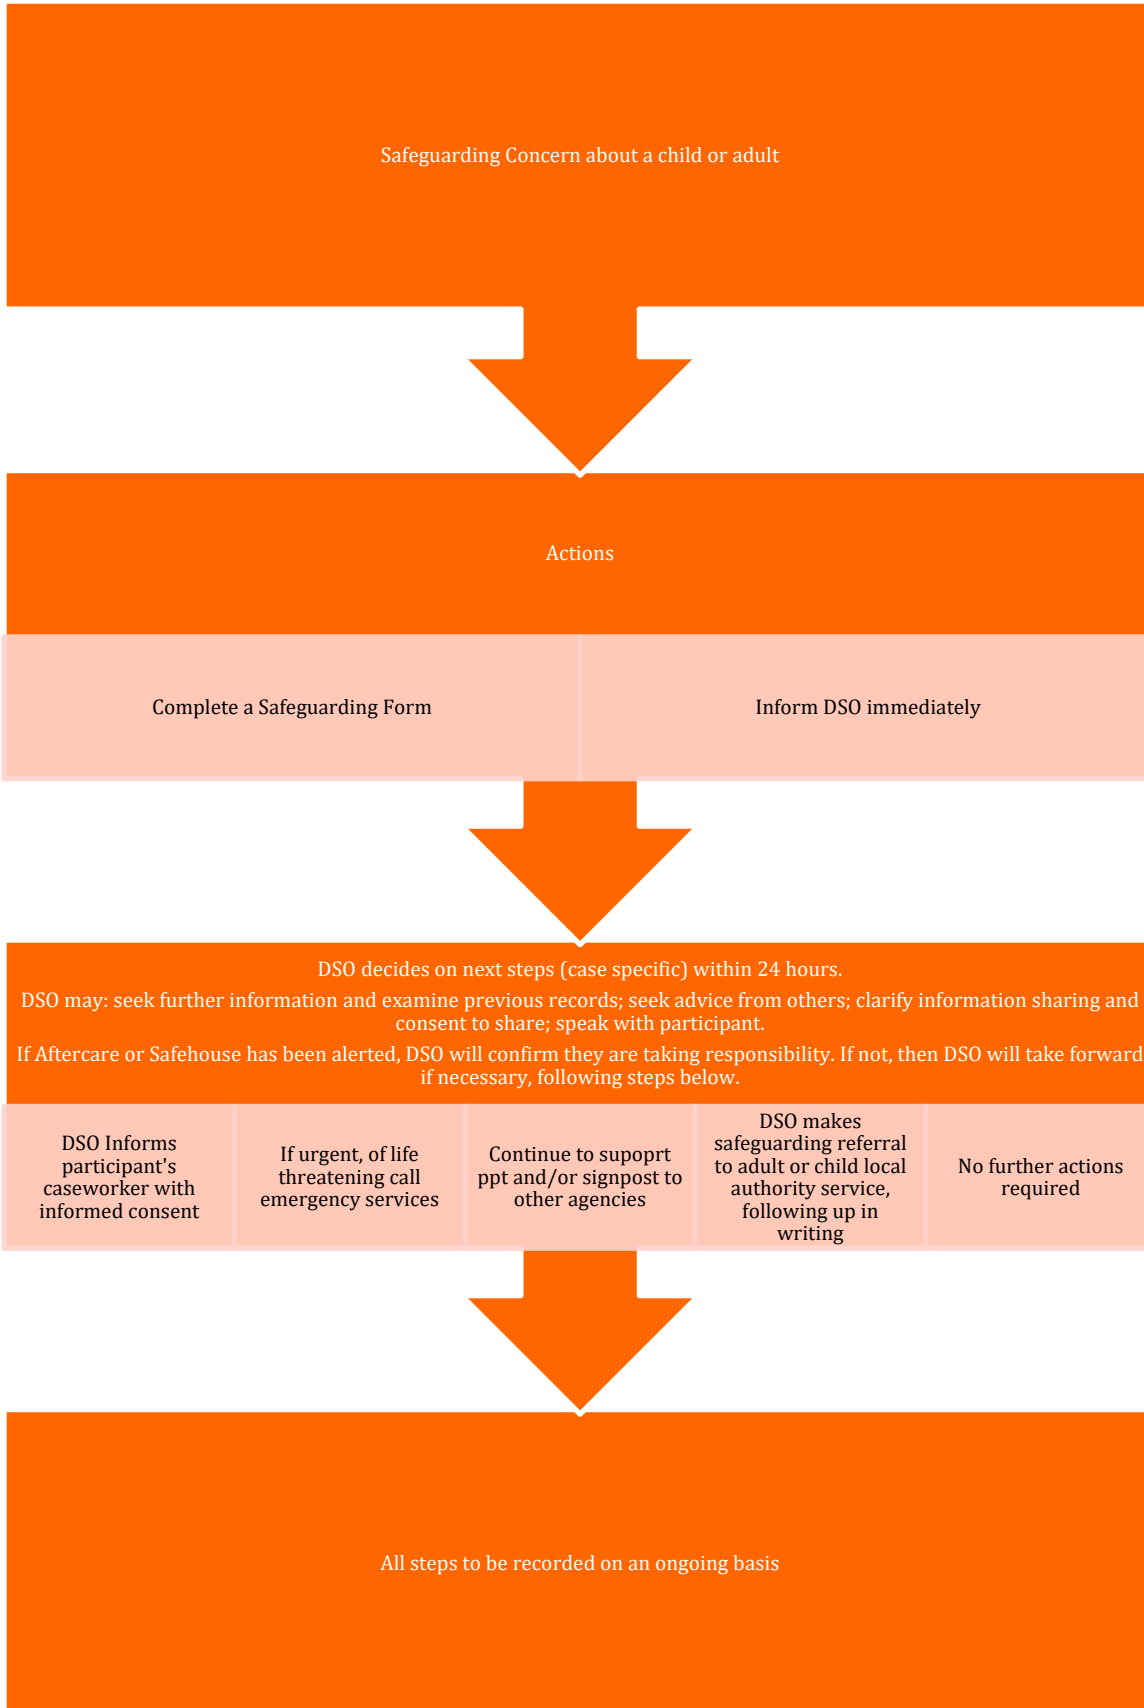 Safeguarding Concern about a child or adult
Actions
Complete a Safeguarding Form
Inform DSO immediately
DSO decides on next steps (case specific) within 24 hours.
DSO may: seek further information and examine previous records; seek advice from others; clarify information sharing and
consent to share; speak with participant.
If Aftercare or Safehouse has been alerted, DSO will confirm they are taking responsibility. If not, then DSO will take forward
if necessary, following steps below.
DSO Informs
participant's
caseworker with
informed consent
If urgent, of life
threatening call
emergency services
Continue to supoprt
ppt and/or signpost to
other agencies
DSO makes
safeguarding referral
to adult or child local
authority service,
following up in
writing
No further actions
required
All steps to be recorded on an ongoing basis